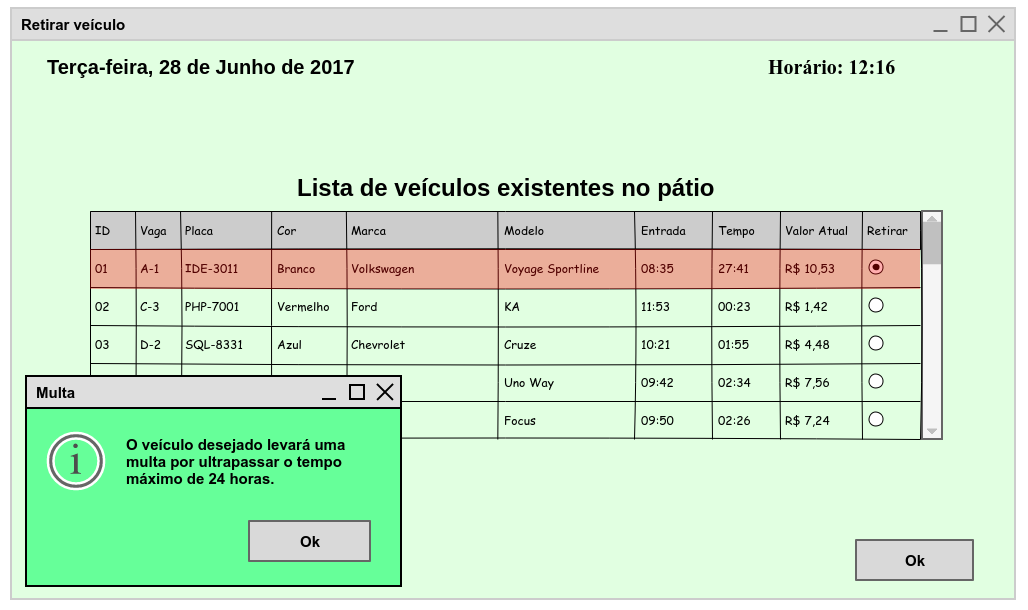 Retirar veículo
Terça-feira, 28 de Junho de 2017 Horário: 12:16
Lista de veículos existentes no pátio
ID Vaga Placa Cor Marca Modelo Entrada Tempo Valor Atual Retirar
01 A-1 IDE-3011 Branco Volkswagen Voyage Sportline 08:35 27:41 R$ 10,53
02 C-3 PHP-7001 Vermelho Ford KA 11:53 00:23 R$ 1,42
03 D-2 SQL-8331 Azul Chevrolet Cruze 10:21 01:55 R$ 4,48
Uno Way 09:42 02:34 R$ 7,56
Focus 09:50 02:26 R$ 7,24
Multa
O veículo desejado levará uma
multa por ultrapassar o tempo
máximo de 24 horas.
Ok
Ok